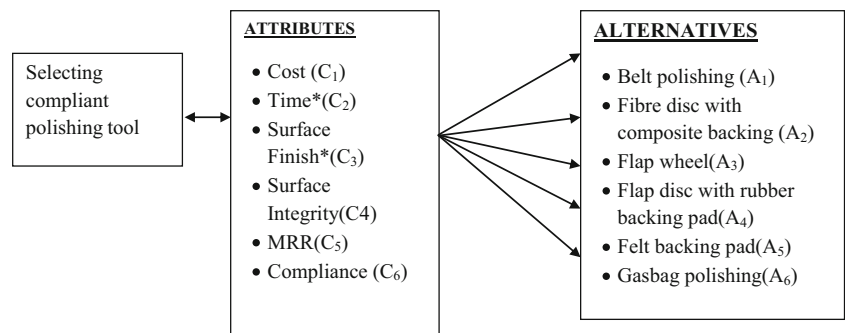 Selecting
compliant
polishing tool
ATTRIBUTES
• Cost (C₁)
• Time*(C₂)
• Surface
Finish*(C₃)
• Surface
Integrity(C4)
• MRR(C₅)
• Compliance (C₆)
ALTERNATIVES
• Belt polishing (A₁)
• Fibre disc with
composite backing (A₂)
• Flap wheel(A₃)
• Flap disc with rubber
backing pad(A₄)
• Felt backing pad(A₅)
• Gasbag polishing(A₆)